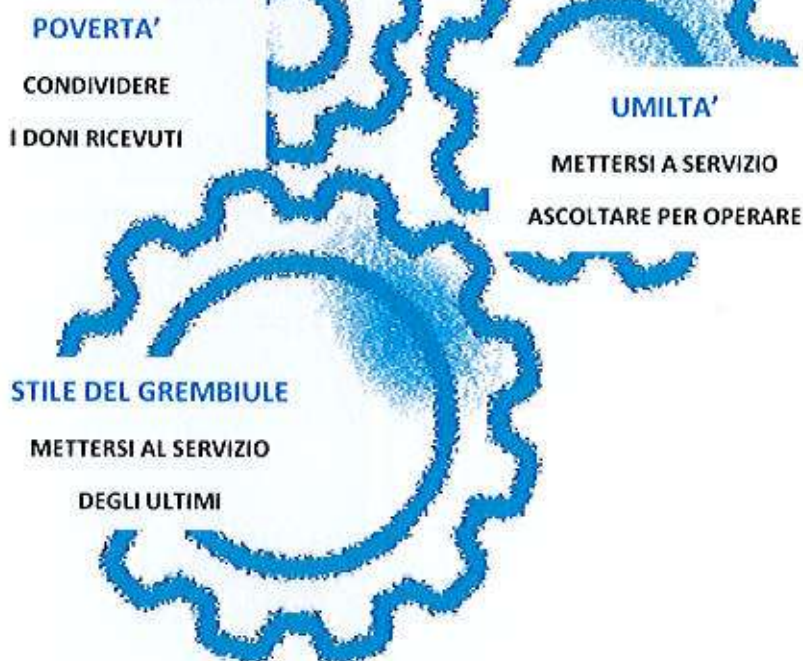 POVERTA'
CONDIVIDERE
I DONI RICEVUTI
UMILTA'
METTERSI A SERVIZIO
ASCOLTARE PER OPERARE
STILE DEL GREMBIULE
METTERSI AL SERVIZIO
DEGLI ULTIMI